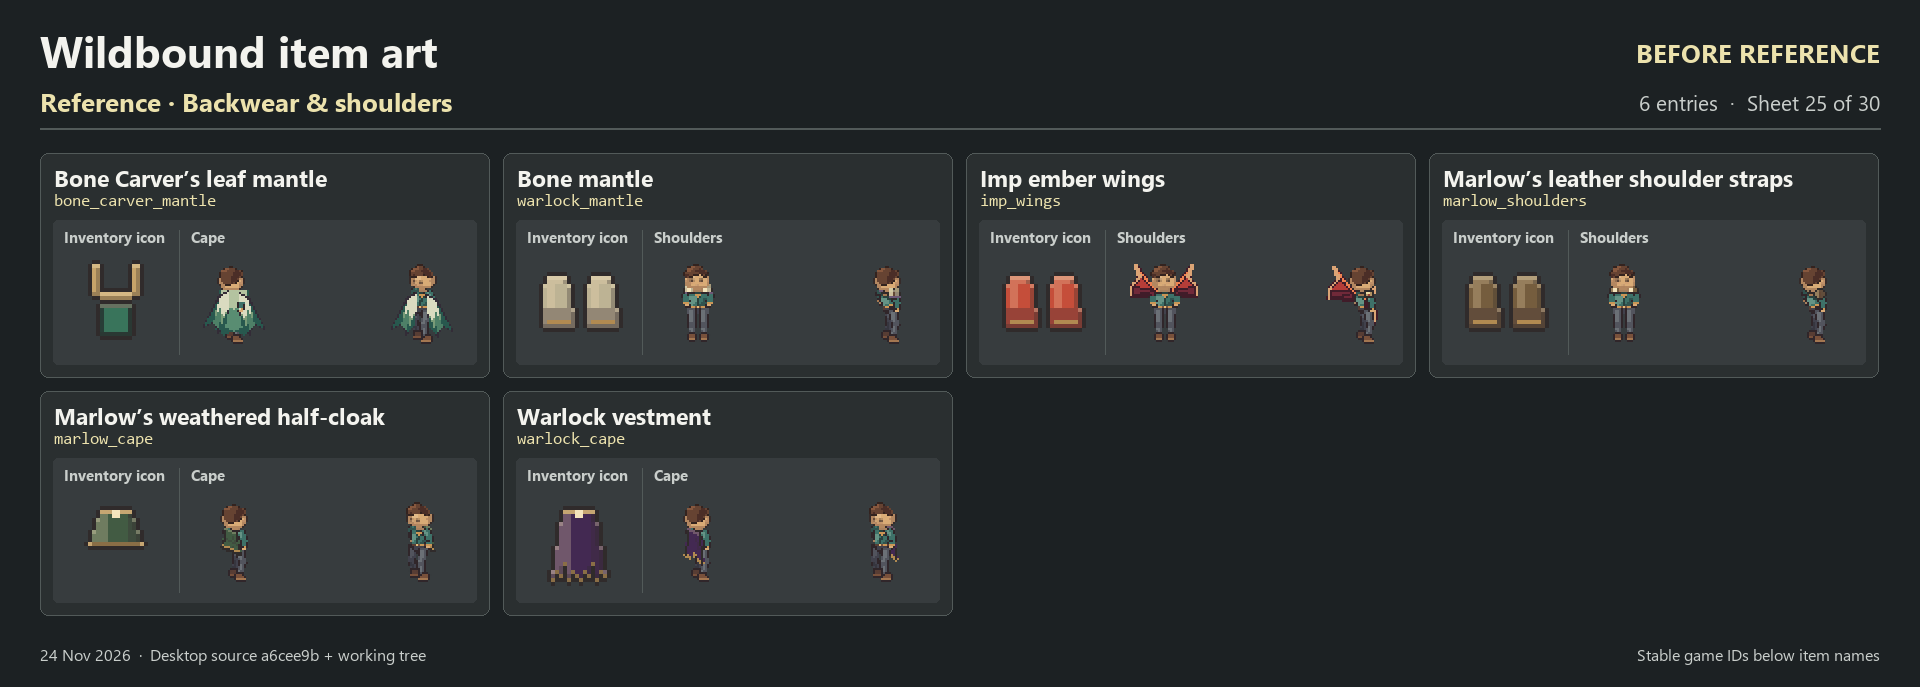 Wildbound item art
BEFORE REFERENCE
Reference · Backwear & shoulders
6 entries · Sheet 25 of 30
Bone Carver’s leaf mantle
bone_carver_mantle
Inventory icon
Cape
Bone mantle
warlock_mantle
Inventory icon
Shoulders
Imp ember wings
imp_wings
Inventory icon
Shoulders
Marlow’s leather shoulder straps
marlow_shoulders
Inventory icon
Shoulders
Marlow’s weathered half-cloak
marlow_cape
Inventory icon
Cape
Warlock vestment
warlock_cape
Inventory icon
Cape
24 Nov 2026 · Desktop source a6cee9b + working tree
Stable game IDs below item names